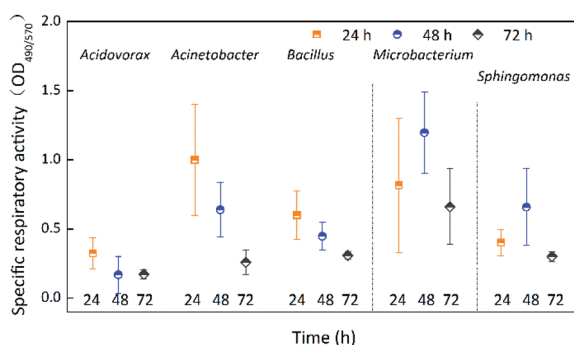 Specific respiratory activity (OD490/570)
2.0
1.5
1.0
0.5
0.0
24 h 48 h 72 h
Acidovorax Acinetobacter Bacillus Microbacterium
Sphingomonas
24 48 72 24 48 72 24 48 72 24 48 72 24 48 72
Time (h)